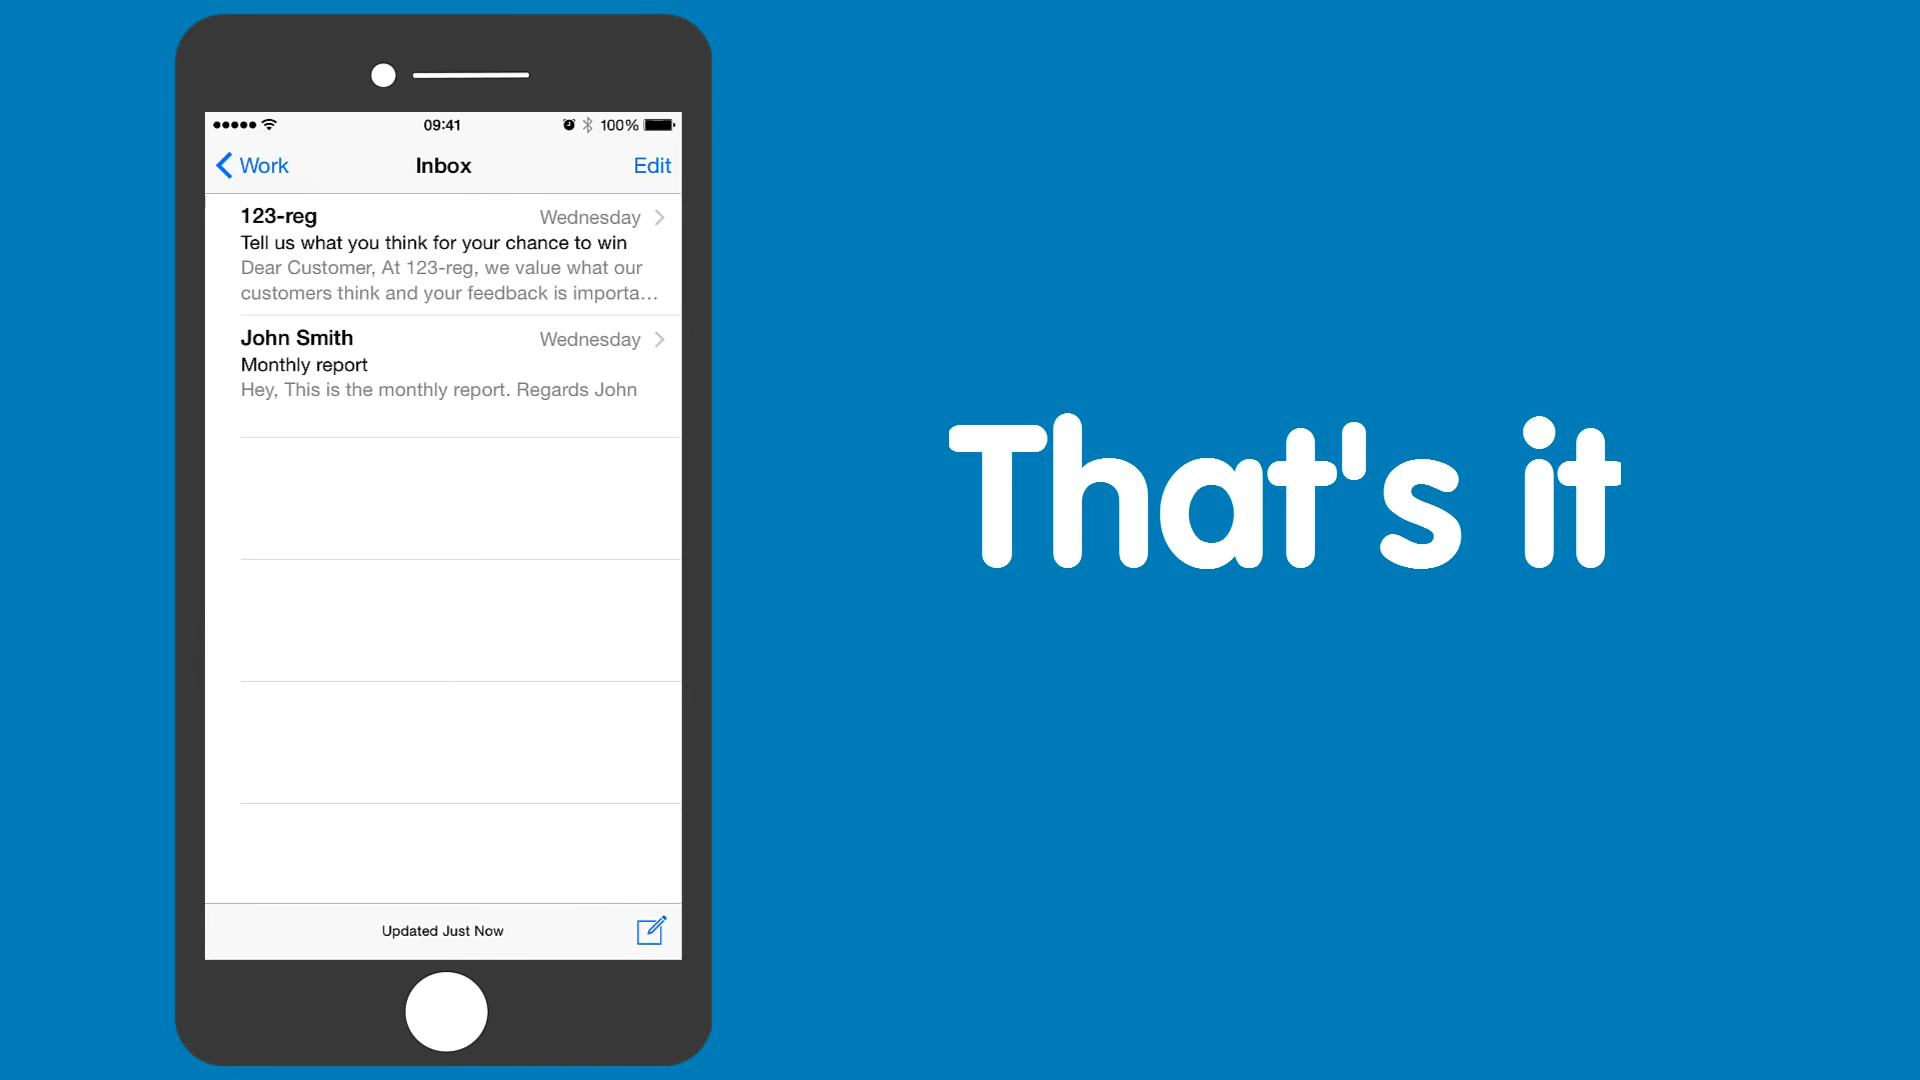 09:41 100%
Work Inbox Edit
123-reg Wednesday
Tell us what you think for your chance to win
Dear Customer, At 123-reg, we value what our
customers think and your feedback is importa...
John Smith Wednesday
Monthly report
Hey, This is the monthly report. Regards John
Updated Just Now
That's it